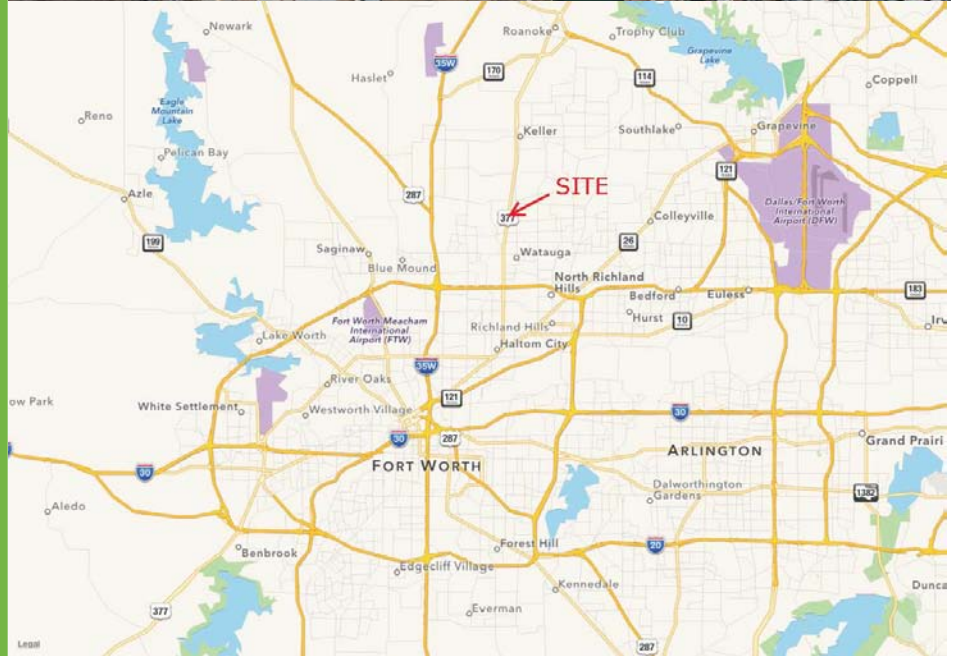 Newark
Roanoke
Trophy Club
Grapevine
Lake
35W
170
114
Haslet
Coppell
Eagle
Mountain
Lake
Reno
Keller
Southlake
Grapevine
Pelican Bay
121
SITE
287
Azle
377
Dallas/Fort Worth
International
Airport (DFW)
Colleyville
199
26
Saginaw
Watauga
Blue Mound
North Richland
Hills
Bedford
Euless
183
Hurst
10
Fort Worth Meacham
International
Airport (FTW)
Richland Hills
Lake Worth
Haltom City
35W
River Oaks
121
ow Park
White Settlement
Westworth Village
30
30
287
ARLINGTON
Grand Prairi
FORT WORTH
30
Dalworthington
Gardens
1382
Aledo
Forest Hill
20
Benbrook
Edgecliff Village
Kennedale
Dunca
377
Everman
287
Legal